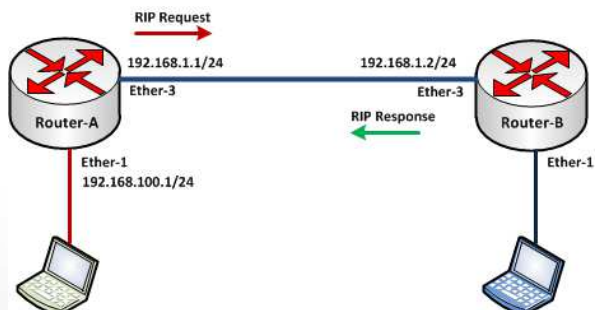 RIP Request
192.168.1.1/24
192.168.1.2/24
Ether-3
Ether-3
Router-A
RIP Response
Router-B
Ether-1
192.168.100.1/24
Ether-1